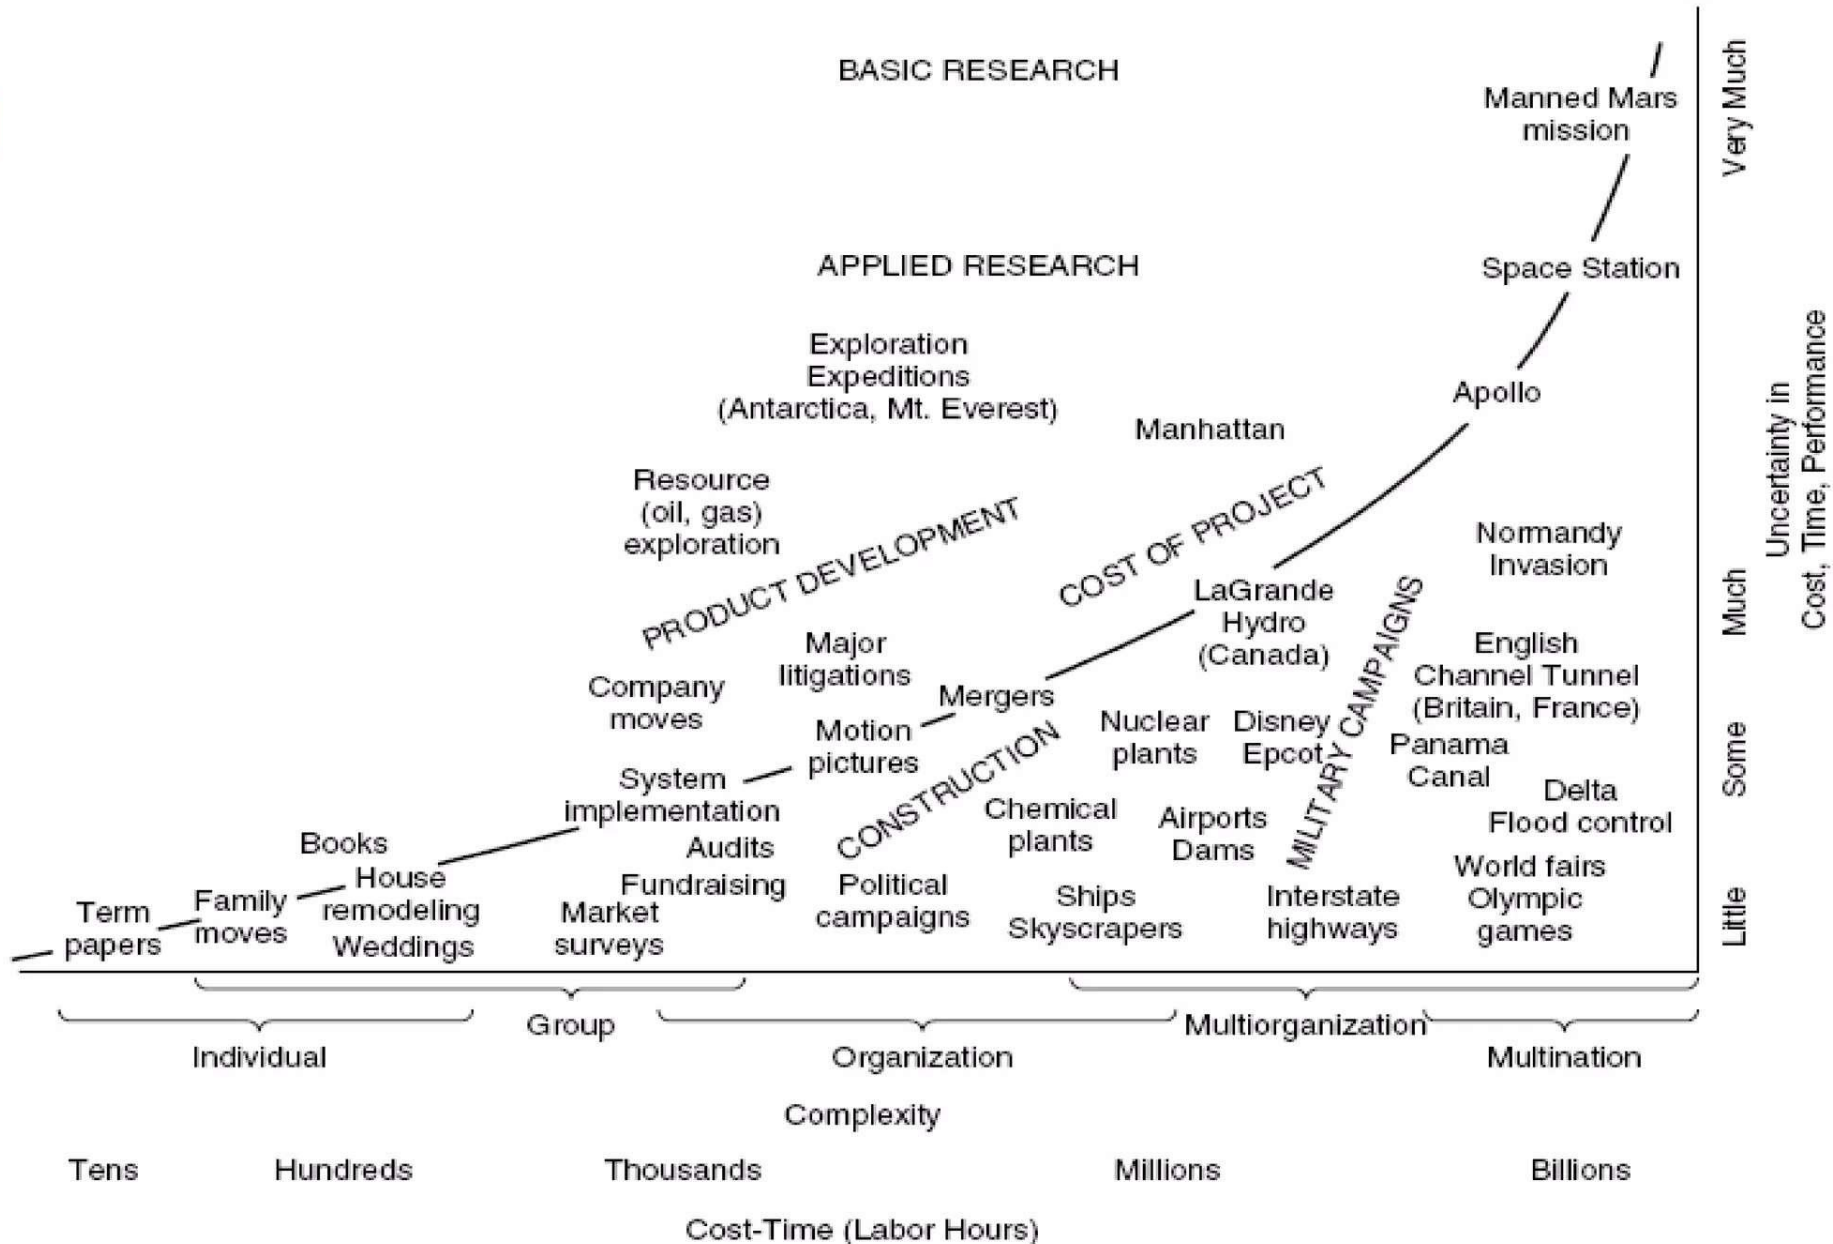 BASIC RESEARCH
Manned Mars
mission
Very Much
APPLIED RESEARCH
Space Station
Exploration
Expeditions
(Antarctica, Mt. Everest)
Apollo
Manhattan
Uncertainty in
Cost, Time, Performance
Resource
(oil, gas)
exploration
PRODUCT DEVELOPMENT
COST OF PROJECT
Normandy
Invasion
LaGrande
Hydro
(Canada)
MILITARY CAMPAIGNS
Much
Major
litigations
English
Channel Tunnel
(Britain, France)
Company
moves
Mergers
Motion
pictures
CONSTRUCTION
Nuclear
plants
Disney
Epcot
Panama
Canal
Some
System
implementation
Delta
Flood control
Chemical
plants
Airports
Dams
Books
Audits
House
remodeling
Fundraising
Political
campaigns
World fairs
Olympic
games
Family
moves
Term
papers
Weddings
Market
surveys
Ships
Skyscrapers
Interstate
highways
Little
Group
Multiorganization
Individual
Organization
Multination
Complexity
Tens Hundreds Thousands Millions Billions
Cost-Time (Labor Hours)